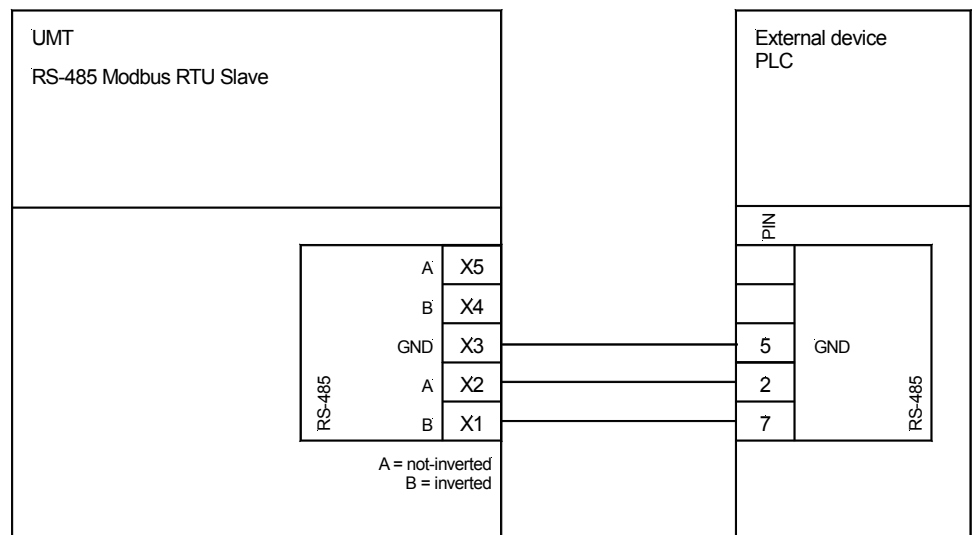 UMT
RS-485 Modbus RTU Slave
External device
PLC
PIN
A X5
B X4
GND X3
A X2
B X1
RS-485
A = not-inverted
B = inverted
5 GND
2
7
RS-485